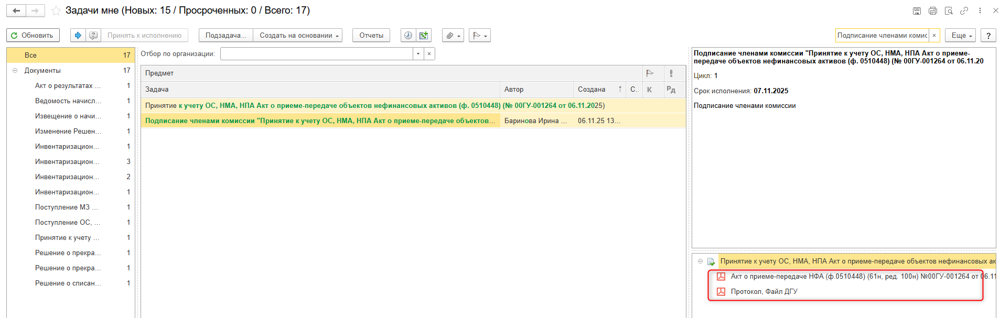 Задачи мне (Новых: 15 / Просроченных: 0 / Всего: 17)
Обновить
Принять к исполнению
Подзадача...
Создать на основании
Отчеты
Подписание членами комис
Еще
?
Все 17
Документы 17
Акт о результатах ... 1
Ведомость начисл... 1
Извещение о начи... 1
Изменение Решен... 1
Инвентаризацион... 1
Инвентаризацион... 3
Инвентаризацион... 2
Инвентаризацион... 1
Поступление МЗ ... 1
Поступление ОС, ... 1
Принятие к учету ... 1
Решение о прекра... 1
Решение о прекра... 1
Решение о списан... 1
Отбор по организации:
Предмет
Задача Автор Создана ↑ С... К Рд
Принятие к учету ОС, НМА, НПА Акт о приеме-передаче объектов нефинансовых активов (ф. 0510448) (№ 00ГУ-001264 от 06.11.2025)
Подписание членами комиссии "Принятие к учету ОС, НМА, НПА Акт о приеме-передаче объектов... Баринова Ирина ... 06.11.25 13...
Подписание членами комиссии "Принятие к учету ОС, НМА, НПА Акт о приеме-
передаче объектов нефинансовых активов (ф. 0510448) (№ 00ГУ-001264 от 06.11.20
Цикл: 1
Срок исполнения: 07.11.2025
Подписание членами комиссии
Принятие к учету ОС, НМА, НПА Акт о приеме-передаче объектов нефинансовых ак
Акт о приеме-передаче НФА (ф.0510448) (61н, ред. 100н) №00ГУ-001264 от 06.11
Протокол, Файл ДГУ